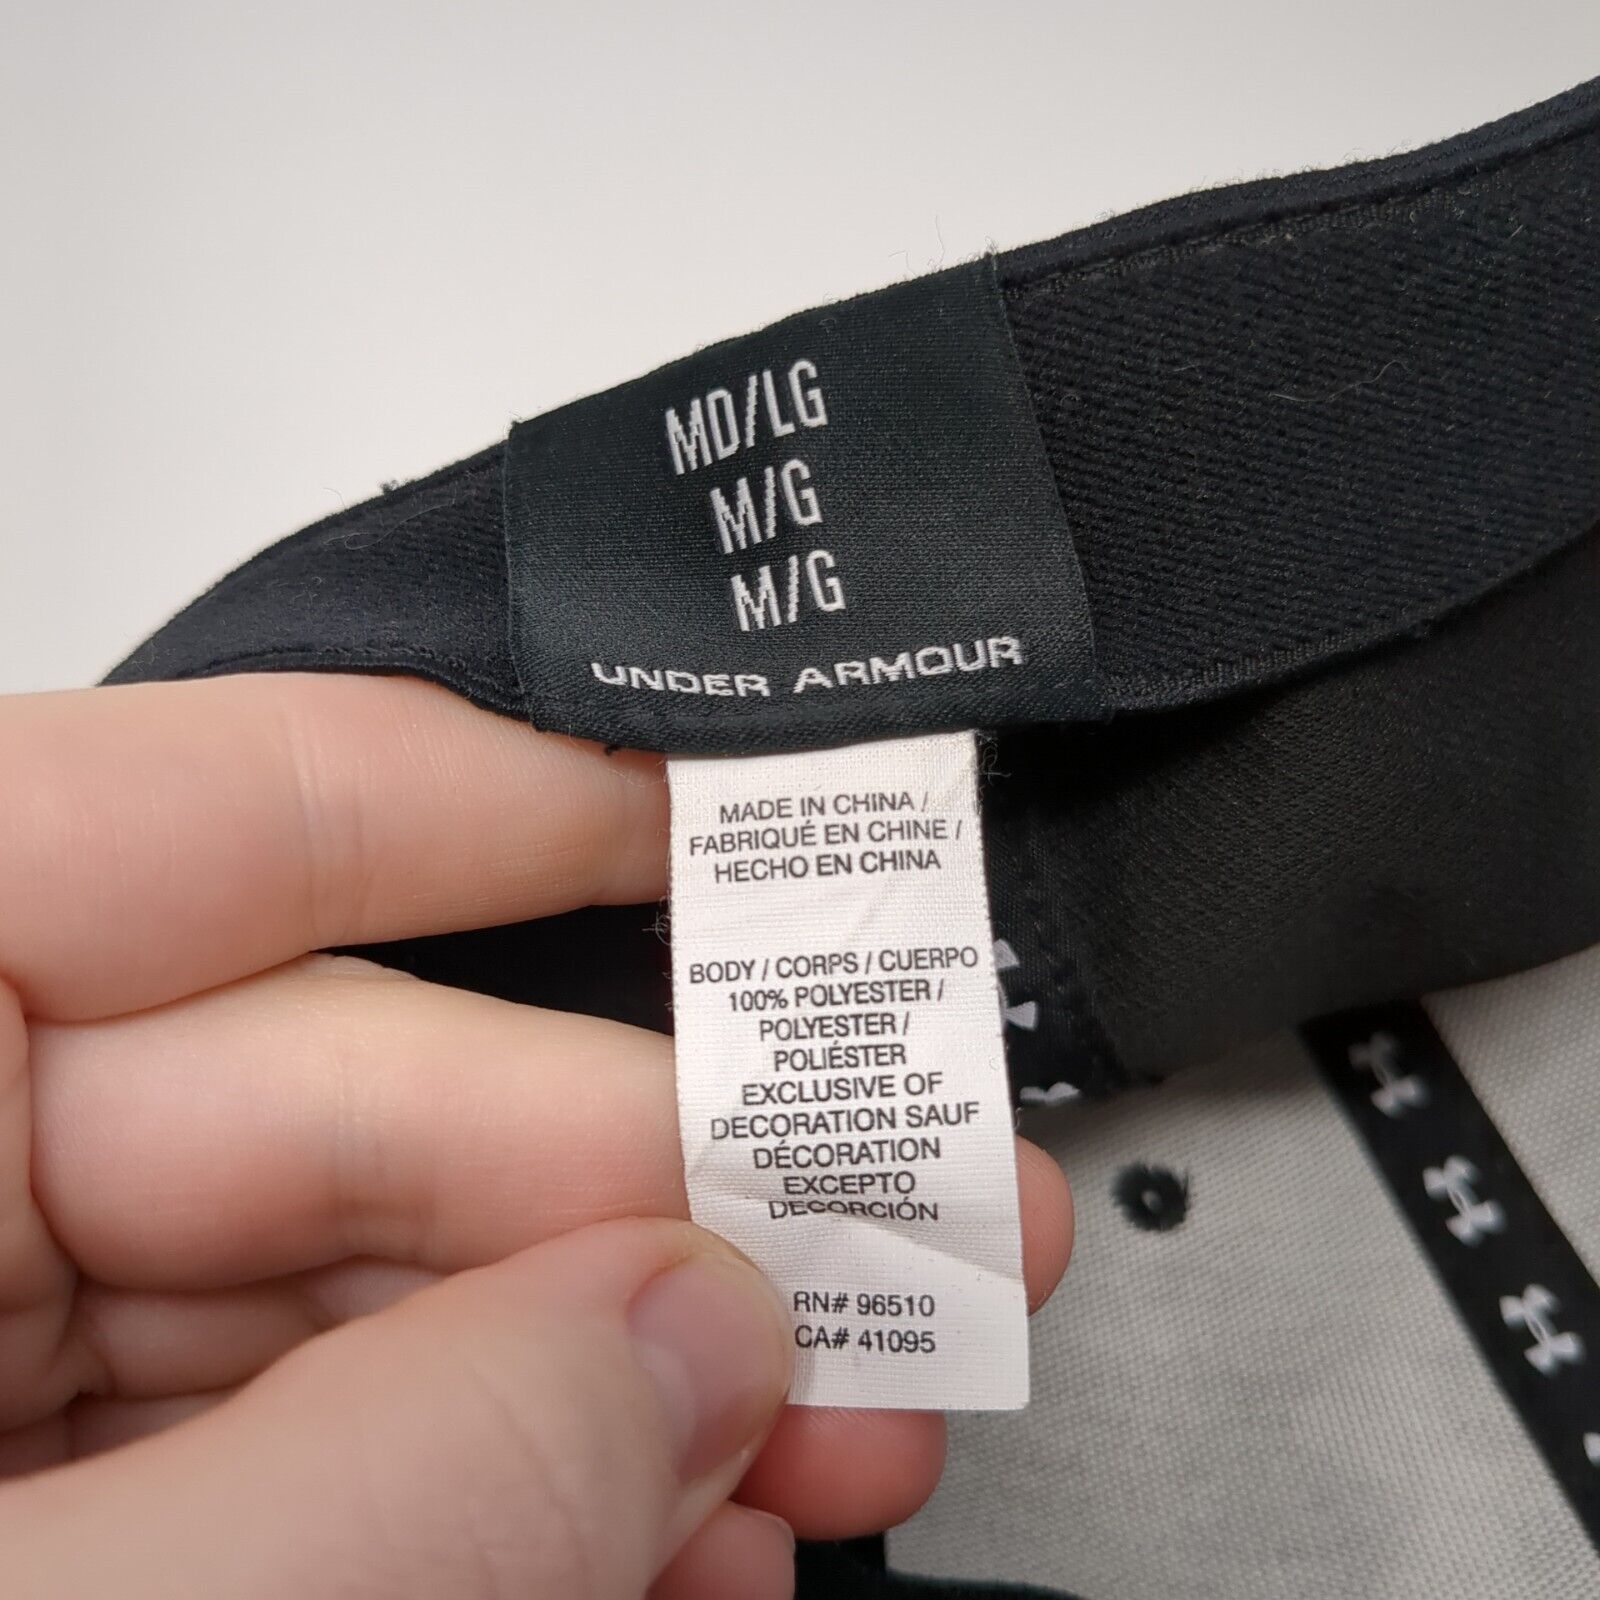 MD/LG
M/G
M/G
UNDER ARMOUR
MADE IN CHINA /
FABRIQUÉ EN CHINE /
HECHO EN CHINA
BODY / CORPS / CUERPO
100% POLYESTER /
POLYESTER /
POLIÉSTER
EXCLUSIVE OF
DECORATION SAUF
DÉCORATION
EXCEPTO
DECORCIÓN
RN# 96510
CA# 41095